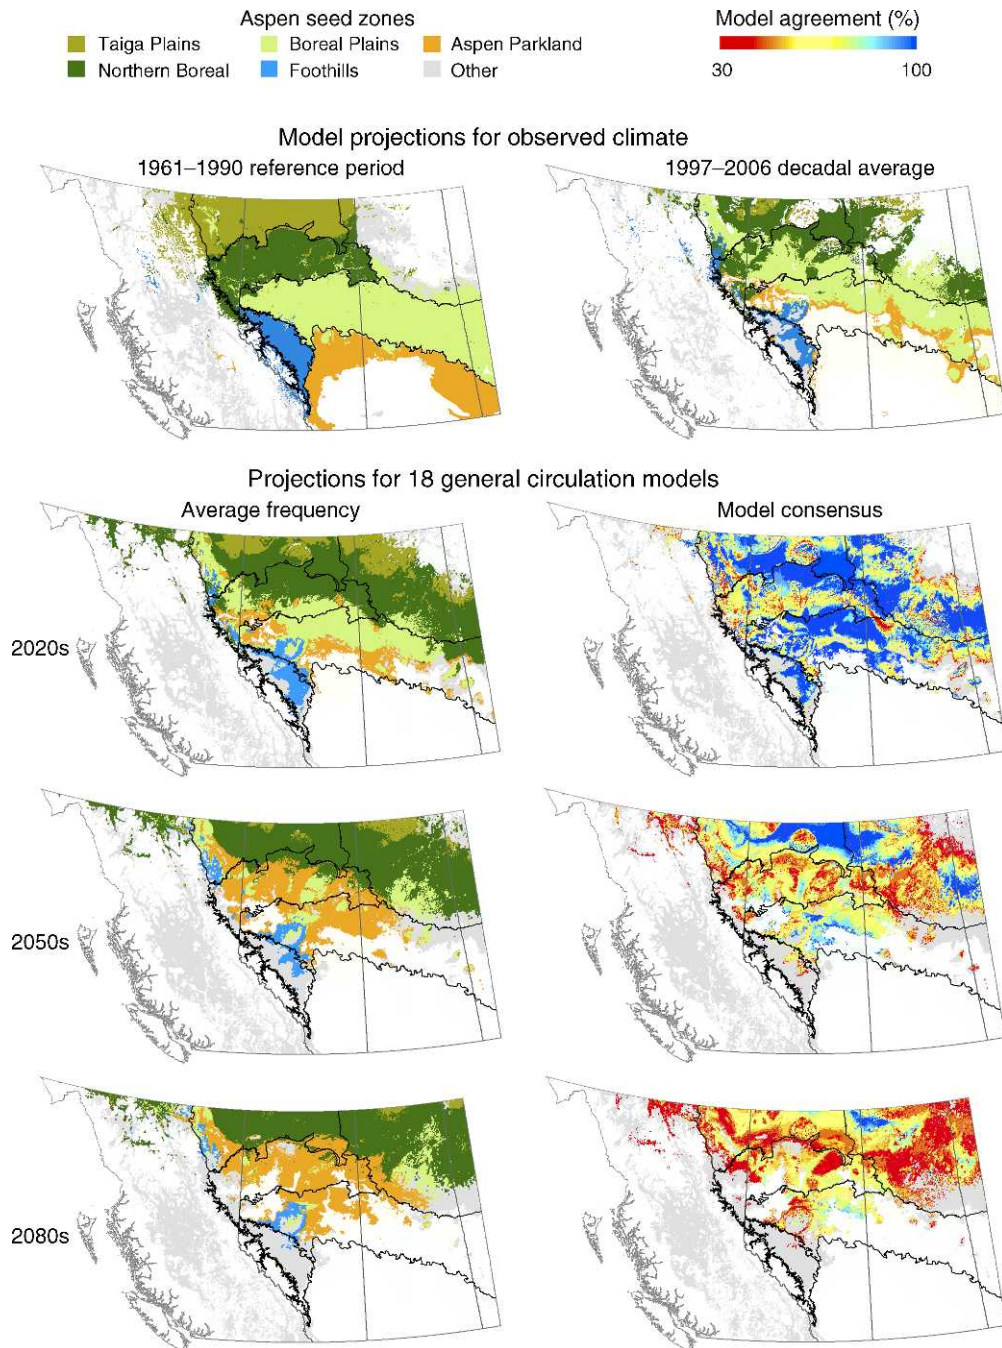 Aspen seed zones
Model agreement (%)
Taiga Plains
Boreal Plains
Aspen Parkland
Northern Boreal
Foothills
Other
30
100
Model projections for observed climate
1961–1990 reference period
1997–2006 decadal average
Projections for 18 general circulation models
Average frequency
Model consensus
2020s
2050s
2080s